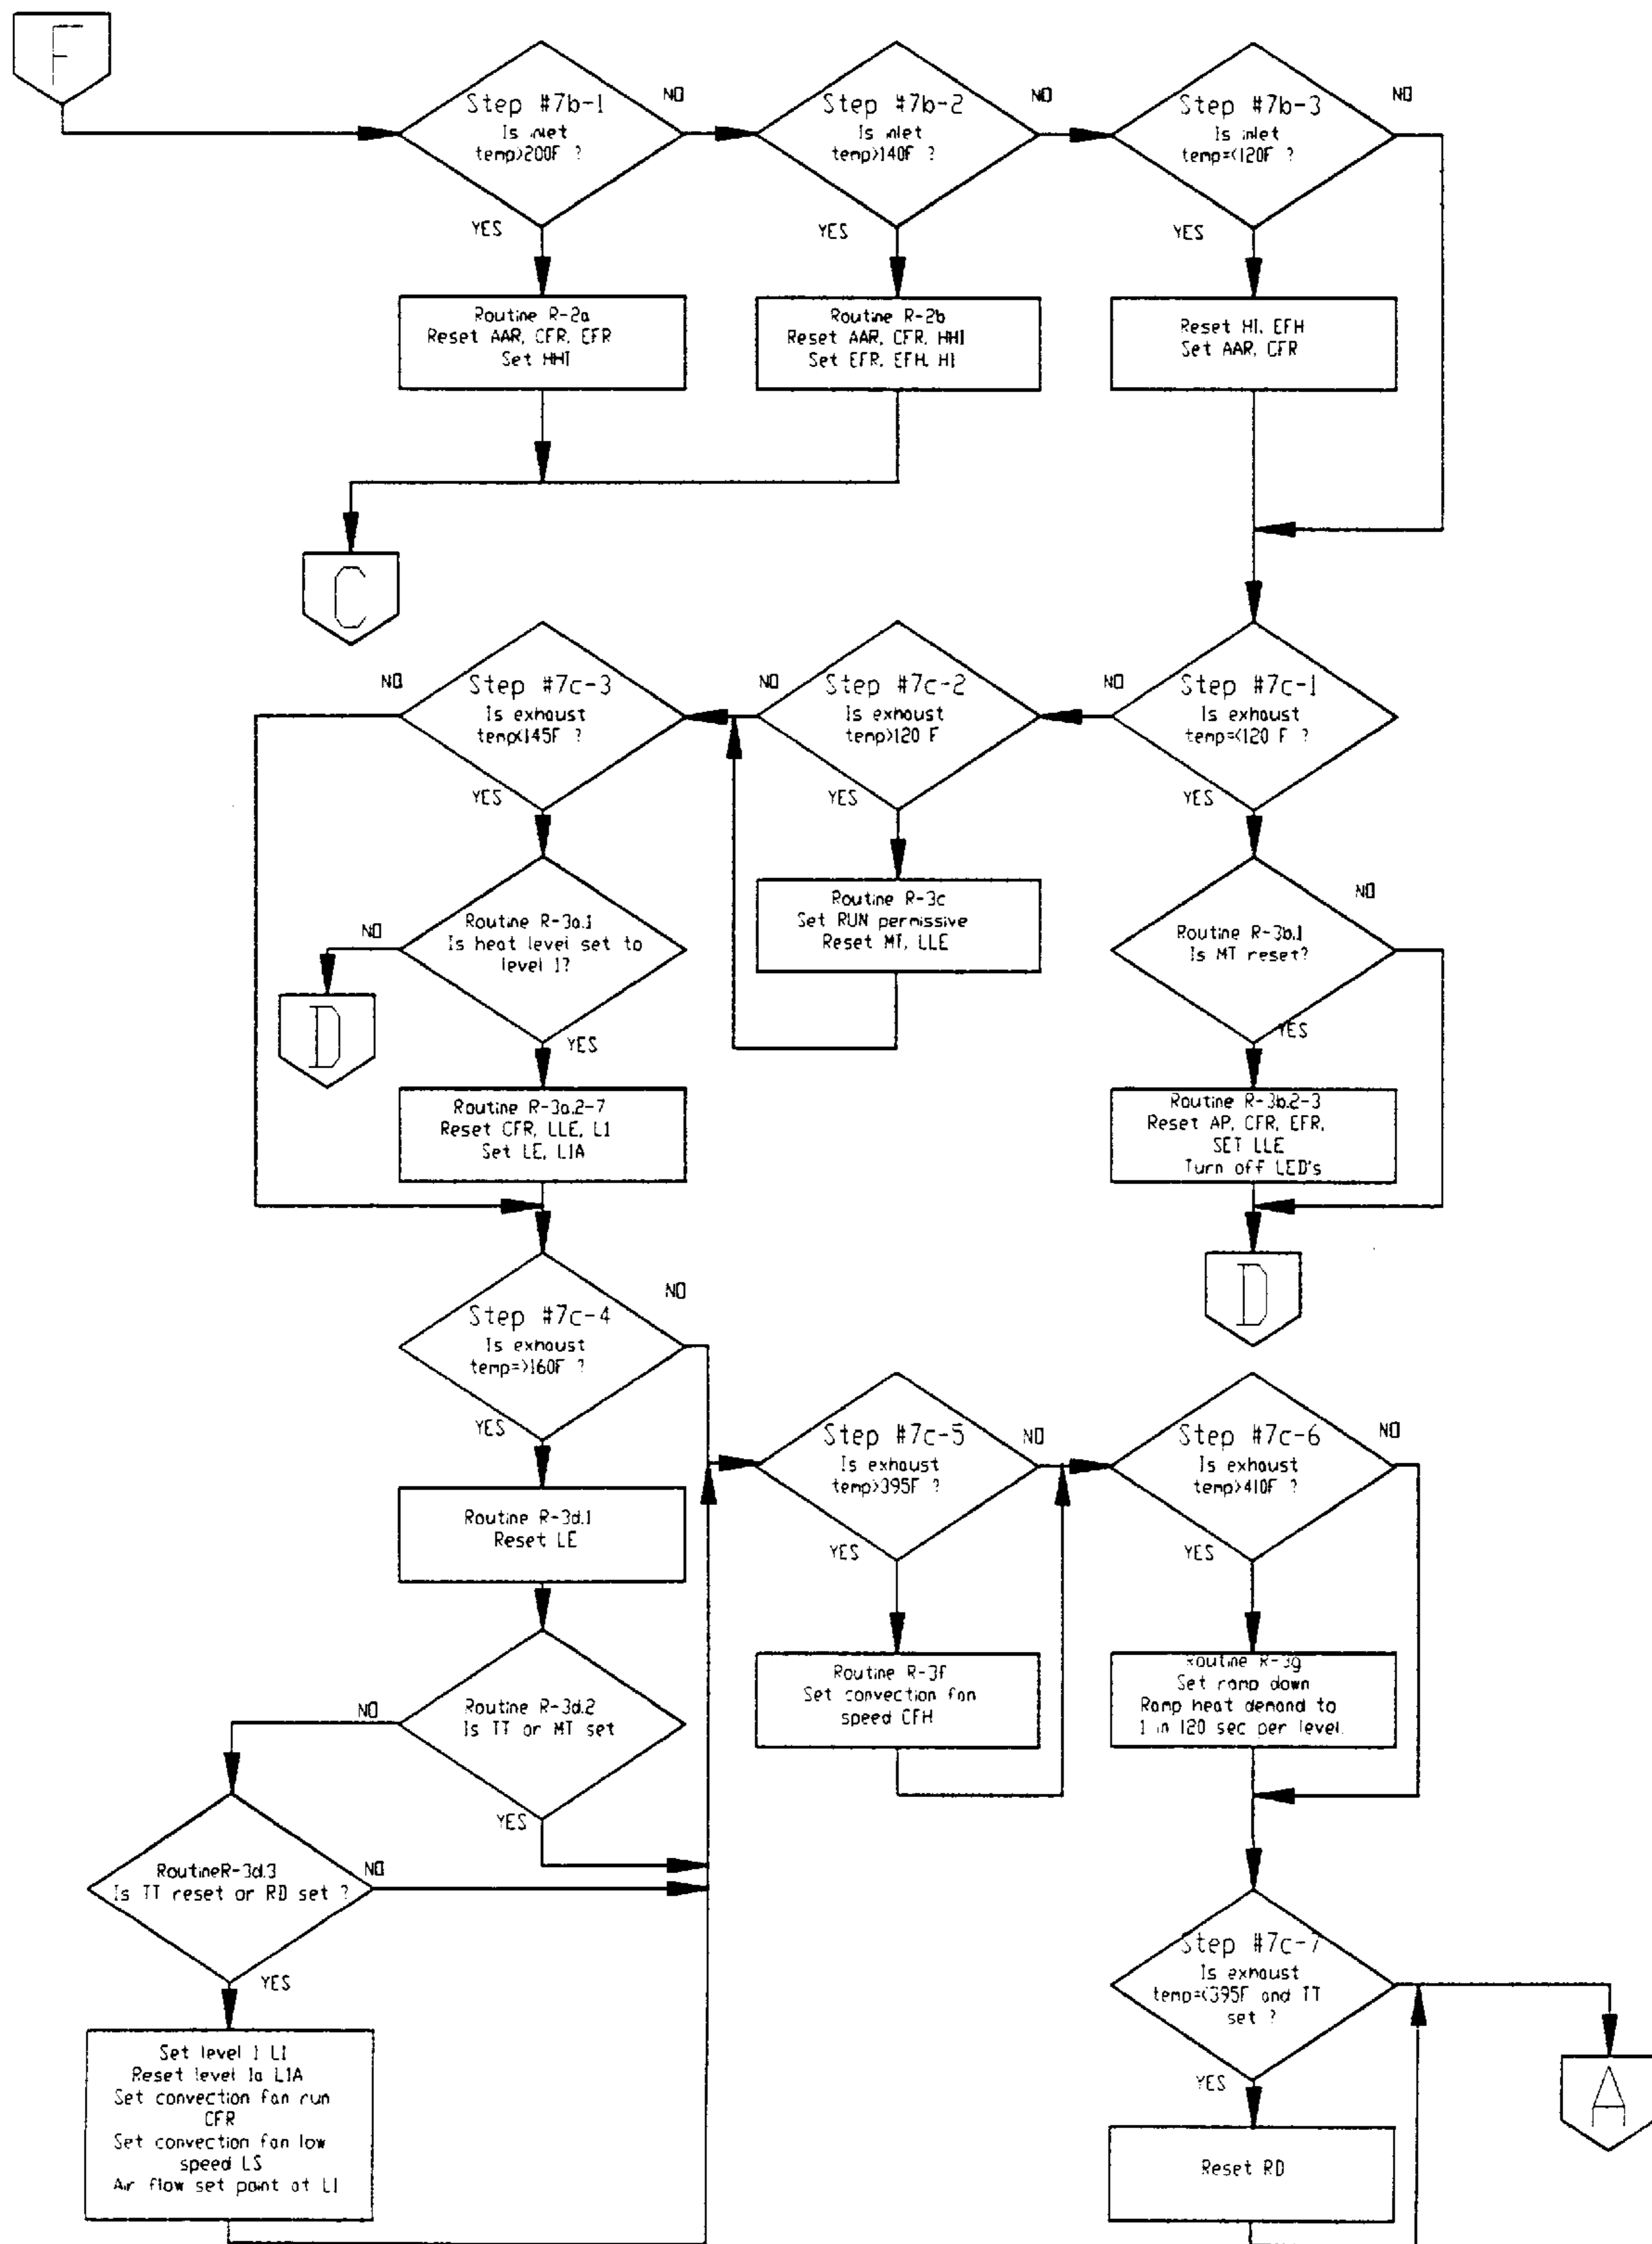 F
Step #7b-1
Is inlet
temp>200F ?
NO
YES
Step #7b-2
Is inlet
temp>140F ?
NO
YES
Step #7b-3
Is inlet
temp=<120F ?
NO
YES
Routine R-2a
Reset AAR, CFR, EFR
Set HHI
Routine R-2b
Reset AAR, CFR, HHI
Set EFR, EFH, HI
Reset HI, EFH
Set AAR, CFR
C
Step #7c-3
Is exhaust
temp<145F ?
NO
YES
Step #7c-2
Is exhaust
temp>120 F
NO
YES
Step #7c-1
Is exhaust
temp=<120 F ?
NO
YES
Routine R-3a.1
Is heat level set to
level 1?
NO
YES
D
Routine R-3c
Set RUN permissive
Reset MT, LLE
Routine R-3b.1
Is MT reset?
NO
YES
Routine R-3a.2-7
Reset CFR, LLE, L1
Set LE, L1A
Routine R-3b.2-3
Reset AP, CFR, EFR,
SET LLE
Turn off LED's
D
Step #7c-4
Is exhaust
temp=>160F ?
NO
YES
Step #7c-5
Is exhaust
temp>395F ?
NO
YES
Step #7c-6
Is exhaust
temp>410F ?
NO
YES
Routine R-3d.1
Reset LE
Routine R-3d.2
Is TT or MT set
NO
YES
Routine R-3f
Set convection fan
speed CFH
Routine R-3g
Set ramp down
Ramp heat demand to
1 in 120 sec per level.
RoutineR-3d.3
Is TT reset or RD set ?
NO
YES
Step #7c-7
Is exhaust
temp=<395F and TT
set ?
YES
A
Set level 1 L1
Reset level 1a L1A
Set convection fan run
CFR
Set convection fan low
speed LS
Air flow set point at L1
Reset RD